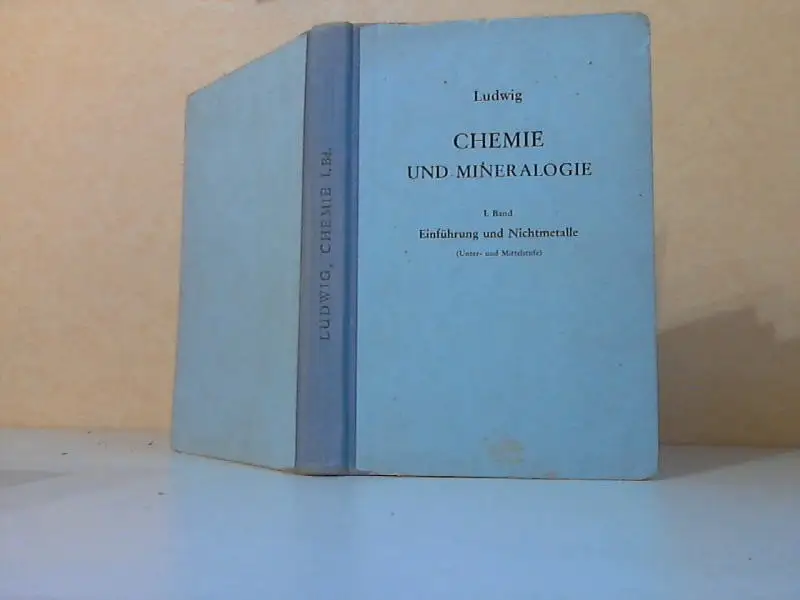 LUDWIG, CHEMIE I. Bd.
Ludwig
CHEMIE
UND MINERALOGIE
I. Band
Einführung und Nichtmetalle
(Unter- und Mittelstufe)